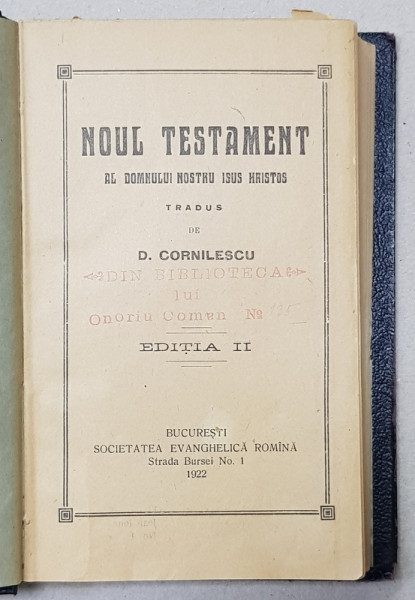 NOUL TESTAMENT
AL DOMNULUI NOSTRU ISUS HRISTOS
TRADUS
DE
D. CORNILESCU
DIN BIBLIOTECA
lui
Onoriu Coman No
EDIȚIA II
BUCUREȘTI
SOCIETATEA EVANGHELICĂ ROMÎNĂ
Strada Bursei No. 1
1922